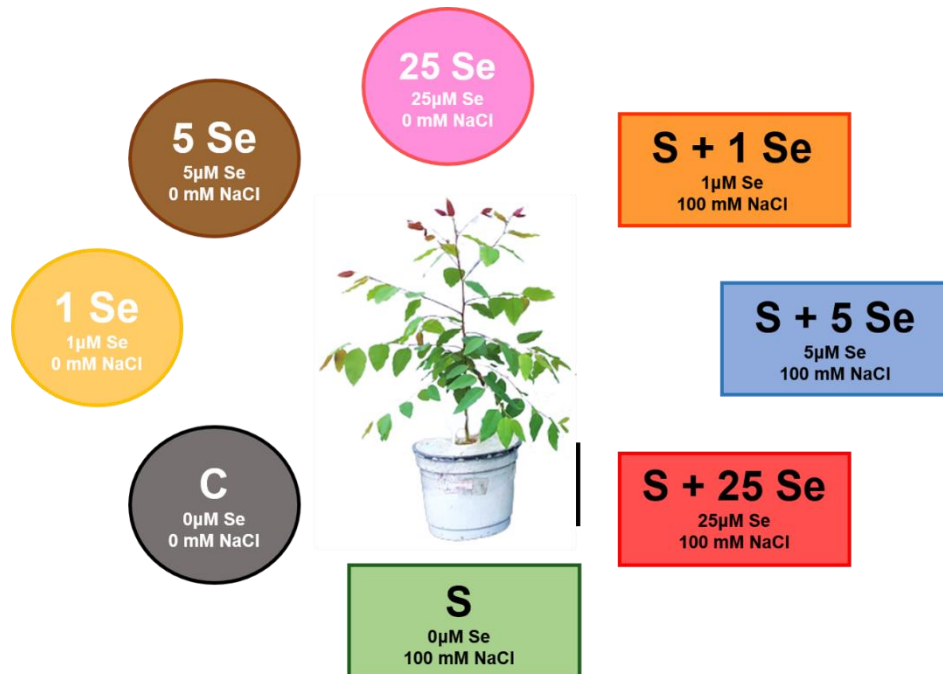 25 Se
25µM Se
0 mM NaCl
5 Se
5µM Se
0 mM NaCl
S + 1 Se
1µM Se
100 mM NaCl
1 Se
1µM Se
0 mM NaCl
S + 5 Se
5µM Se
100 mM NaCl
C
0µM Se
0 mM NaCl
S + 25 Se
25µM Se
100 mM NaCl
S
0µM Se
100 mM NaCl